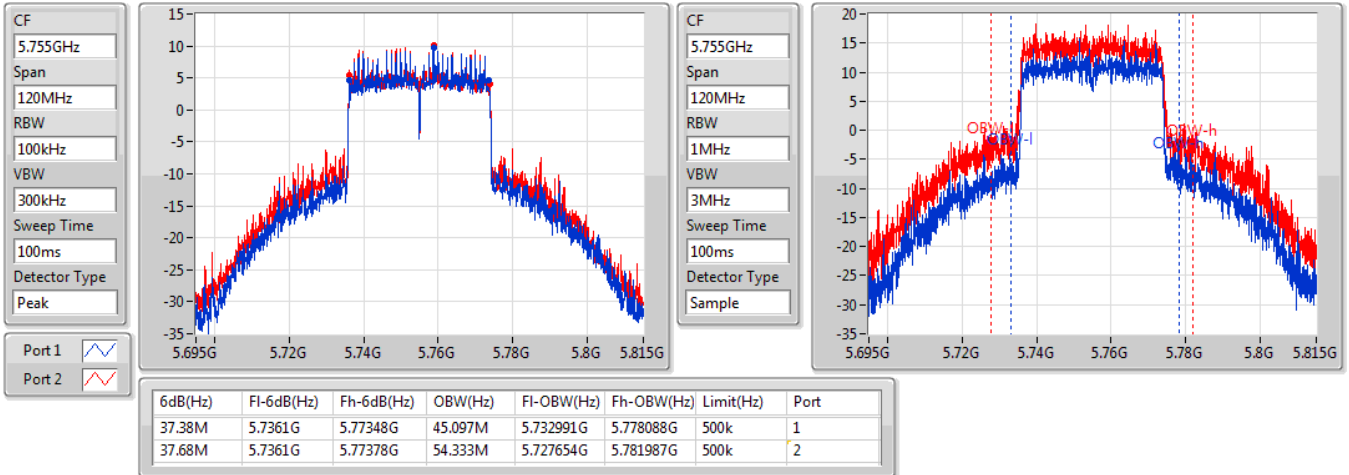 CF
5.755GHz
Span
120MHz
RBW
100kHz
VBW
300kHz
Sweep Time
100ms
Detector Type
Peak
Port 1
Port 2
15
10
5
0
-5
-10
-15
-20
-25
-30
-35
5.695G 5.72G 5.74G 5.76G 5.78G 5.8G 5.815G
CF
5.755GHz
Span
120MHz
RBW
1MHz
VBW
3MHz
Sweep Time
100ms
Detector Type
Sample
20
15
10
5
0
-5
-10
-15
-20
-25
-30
-35
OBW-l
OBW-h
5.695G 5.72G 5.74G 5.76G 5.78G 5.8G 5.815G
6dB(Hz) Fl-6dB(Hz) Fh-6dB(Hz) OBW(Hz) Fl-OBW(Hz) Fh-OBW(Hz) Limit(Hz) Port
37.38M 5.7361G 5.77348G 45.097M 5.732991G 5.778088G 500k 1
37.68M 5.7361G 5.77378G 54.333M 5.727654G 5.781987G 500k 2